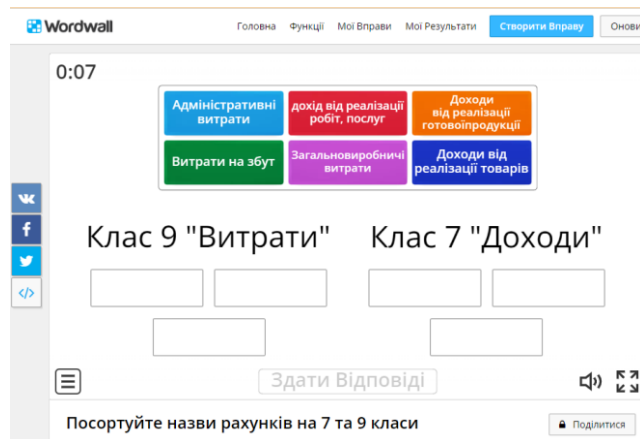 Wordwall
Головна Функції Мої Вправи Мої Результати Створити Вправу
0:07
Адміністративні
витрати
дохід від реалізації
робіт, послуг
Доходи
від реалізації
готовоїпродукції
Витрати на збут
Загальновиробничі
витрати
Доходи від
реалізації товарів
Клас 9 "Витрати"
Клас 7 "Доходи"
Здати Відповіді
Посортуйте назви рахунків на 7 та 9 класи
Поділитися